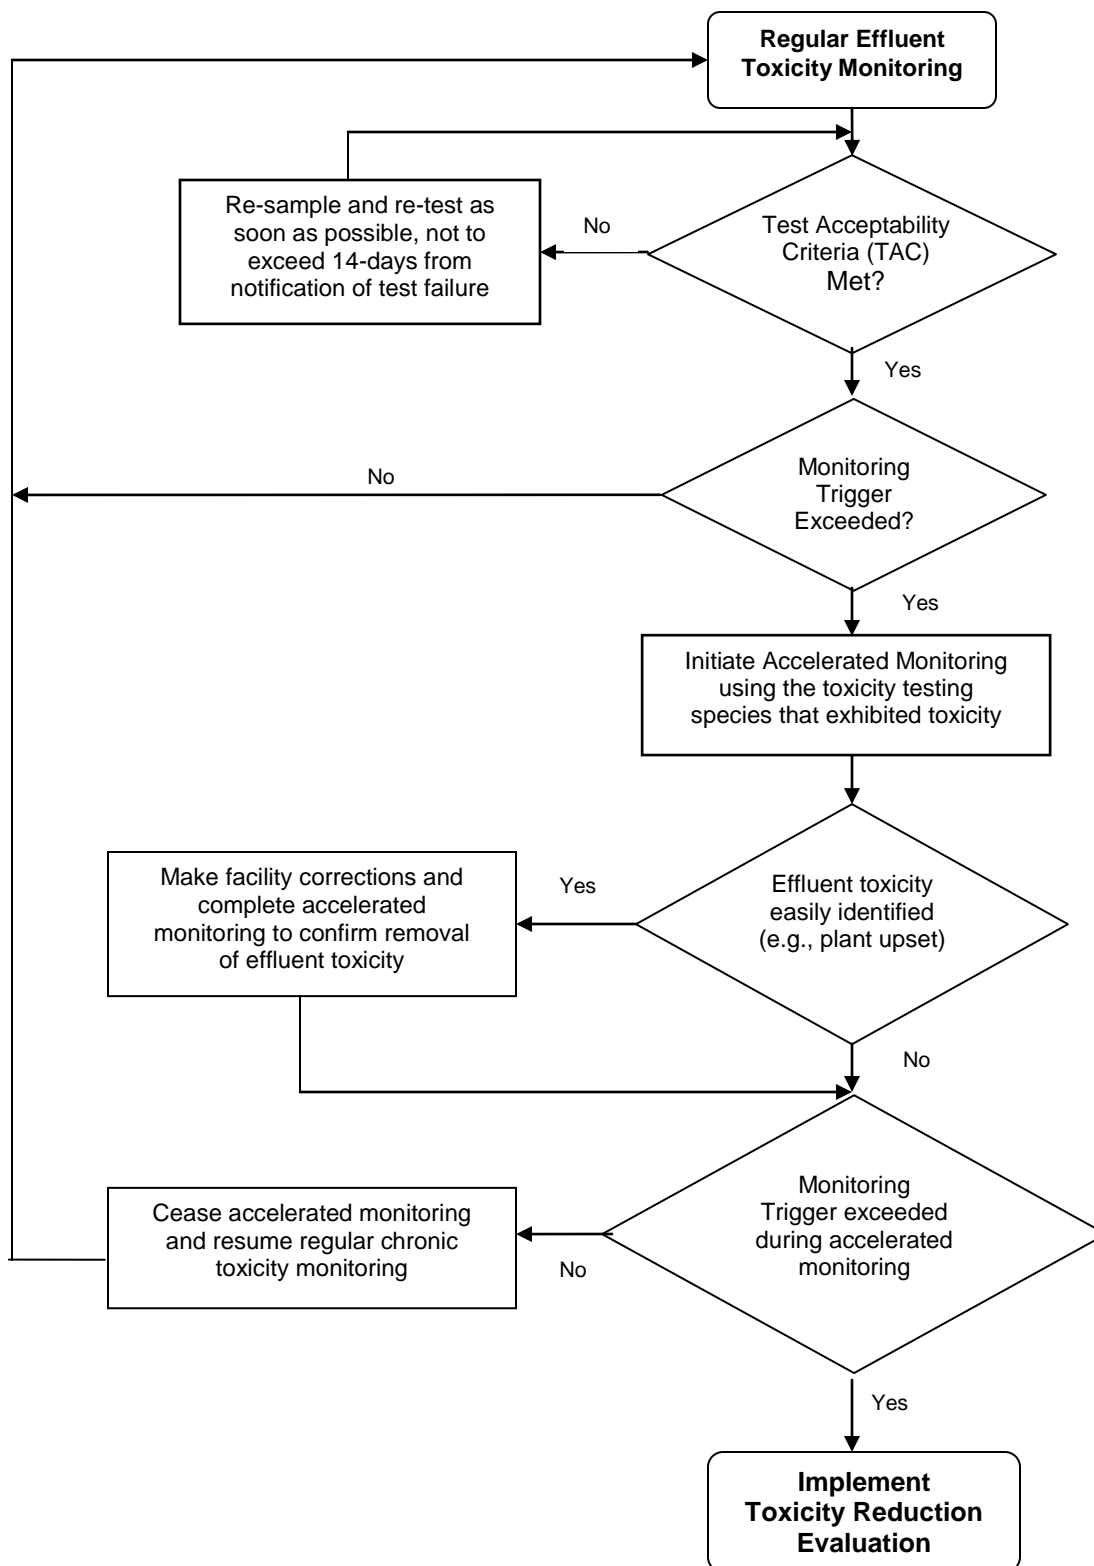 Regular Effluent
Toxicity Monitoring
Re-sample and re-test as
soon as possible, not to
exceed 14-days from
notification of test failure
No
Test Acceptability
Criteria (TAC)
Met?
Yes
No
Monitoring
Trigger
Exceeded?
Yes
Initiate Accelerated Monitoring
using the toxicity testing
species that exhibited toxicity
Make facility corrections and
complete accelerated
monitoring to confirm removal
of effluent toxicity
Yes
Effluent toxicity
easily identified
(e.g., plant upset)
No
Cease accelerated monitoring
and resume regular chronic
toxicity monitoring
No
Monitoring
Trigger exceeded
during accelerated
monitoring
Yes
Implement
Toxicity Reduction
Evaluation